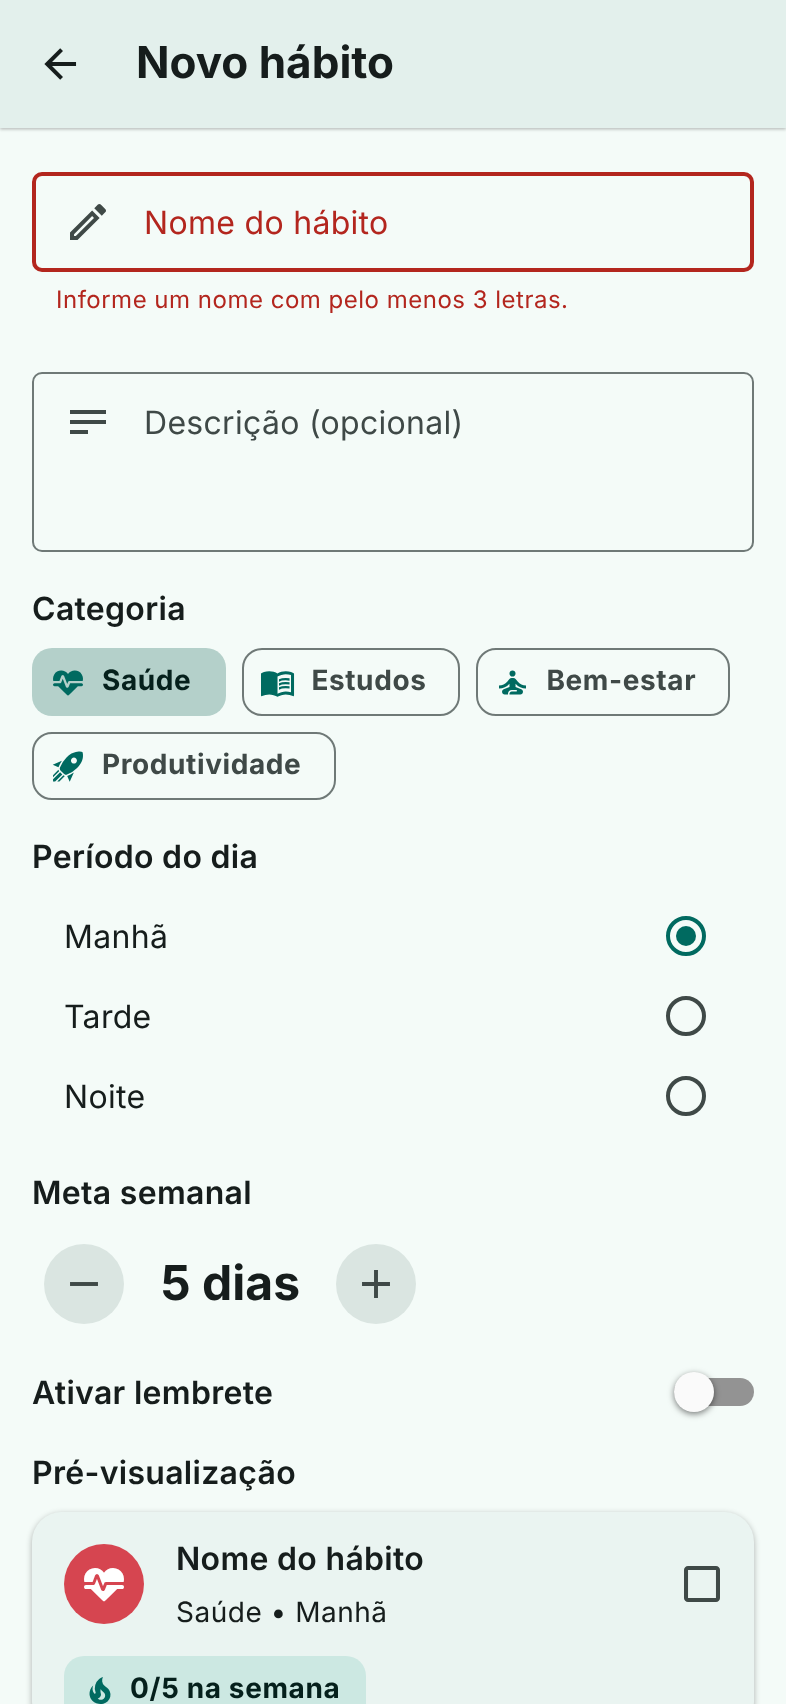 Novo hábito
Nome do hábito
Informe um nome com pelo menos 3 letras.
Descrição (opcional)
Categoria
Saúde
Estudos
Bem-estar
Produtividade
Período do dia
Manhã
Tarde
Noite
Meta semanal
5 dias
Ativar lembrete
Pré-visualização
Nome do hábito
Saúde • Manhã
0/5 na semana